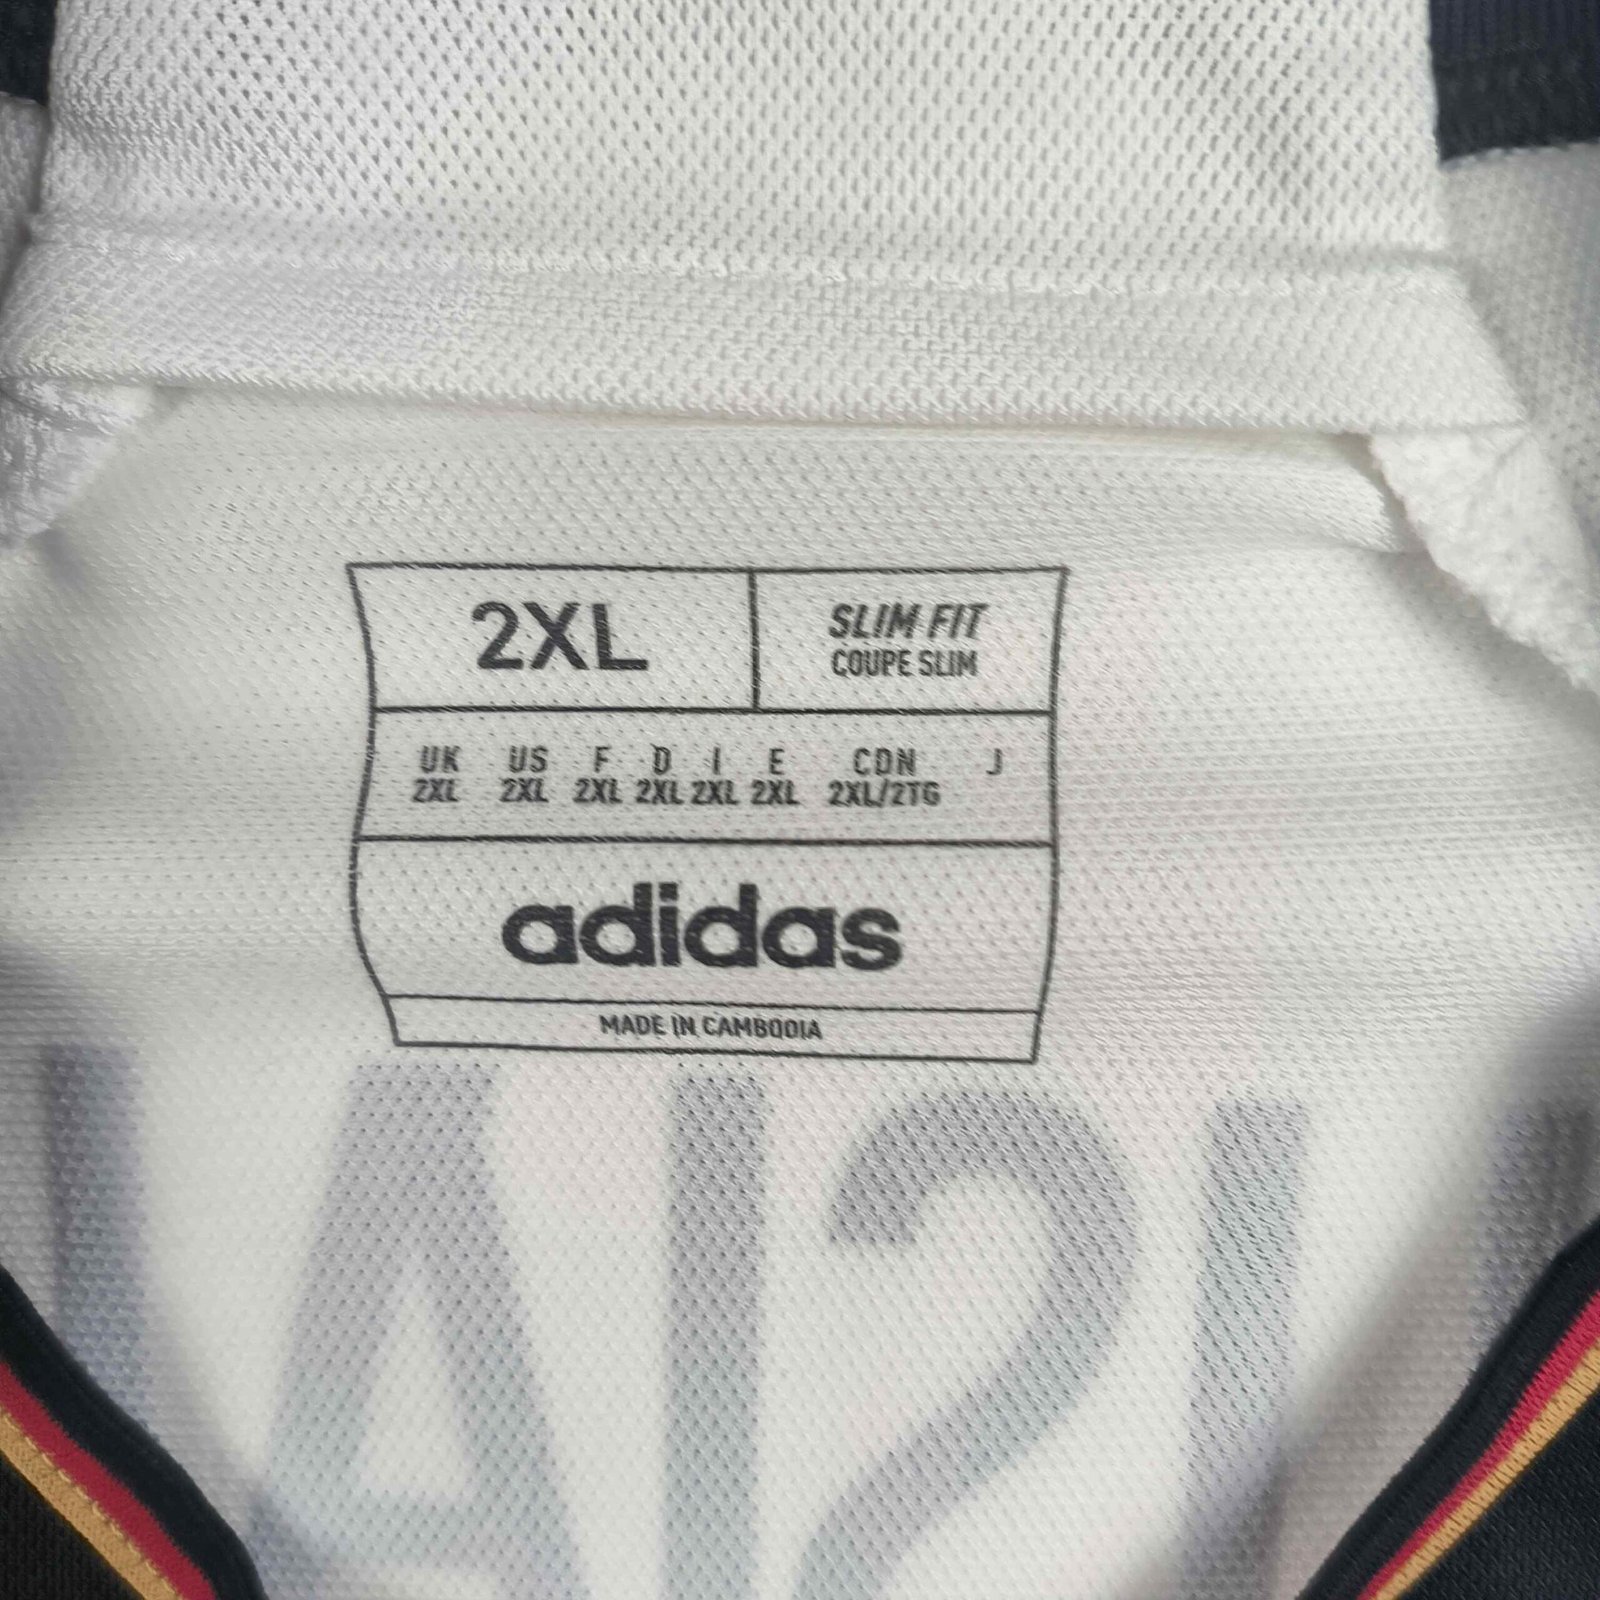 2XL
SLIM FIT
COUPE SLIM
UK US F D I E CDN J
2XL 2XL 2XL 2XL 2XL 2XL 2XL/2TG
adidas
MADE IN CAMBODIA